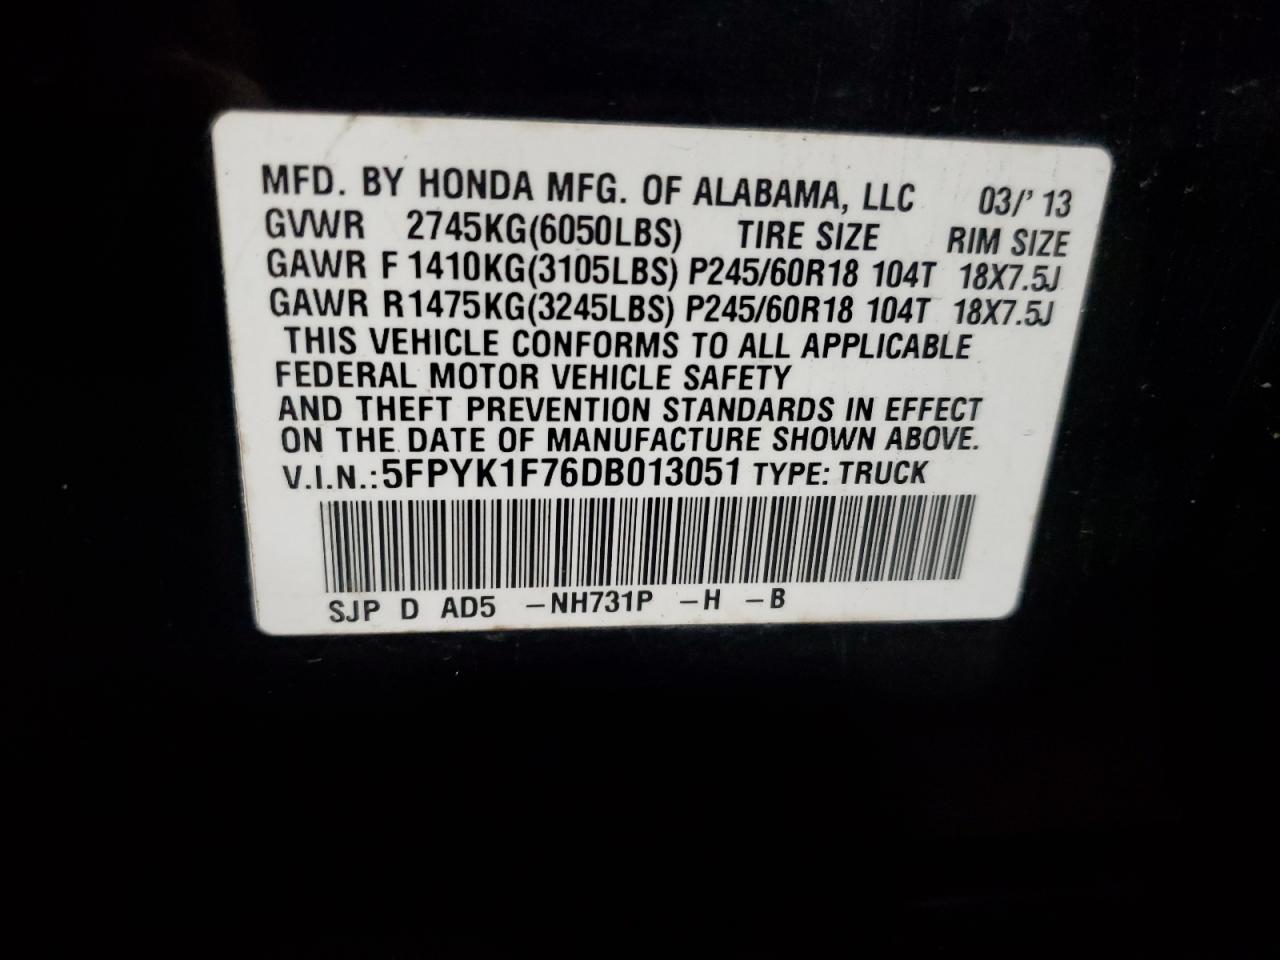 MFD. BY HONDA MFG. OF ALABAMA, LLC 03/' 13
GVWR 2745KG(6050LBS) TIRE SIZE RIM SIZE
GAWR F 1410KG(3105LBS) P245/60R18 104T 18X7.5J
GAWR R1475KG(3245LBS) P245/60R18 104T 18X7.5J
THIS VEHICLE CONFORMS TO ALL APPLICABLE
FEDERAL MOTOR VEHICLE SAFETY
AND THEFT PREVENTION STANDARDS IN EFFECT
ON THE DATE OF MANUFACTURE SHOWN ABOVE.
V.I.N.:5FPYK1F76DB013051 TYPE: TRUCK
SJP D AD5 -NH731P -H -B